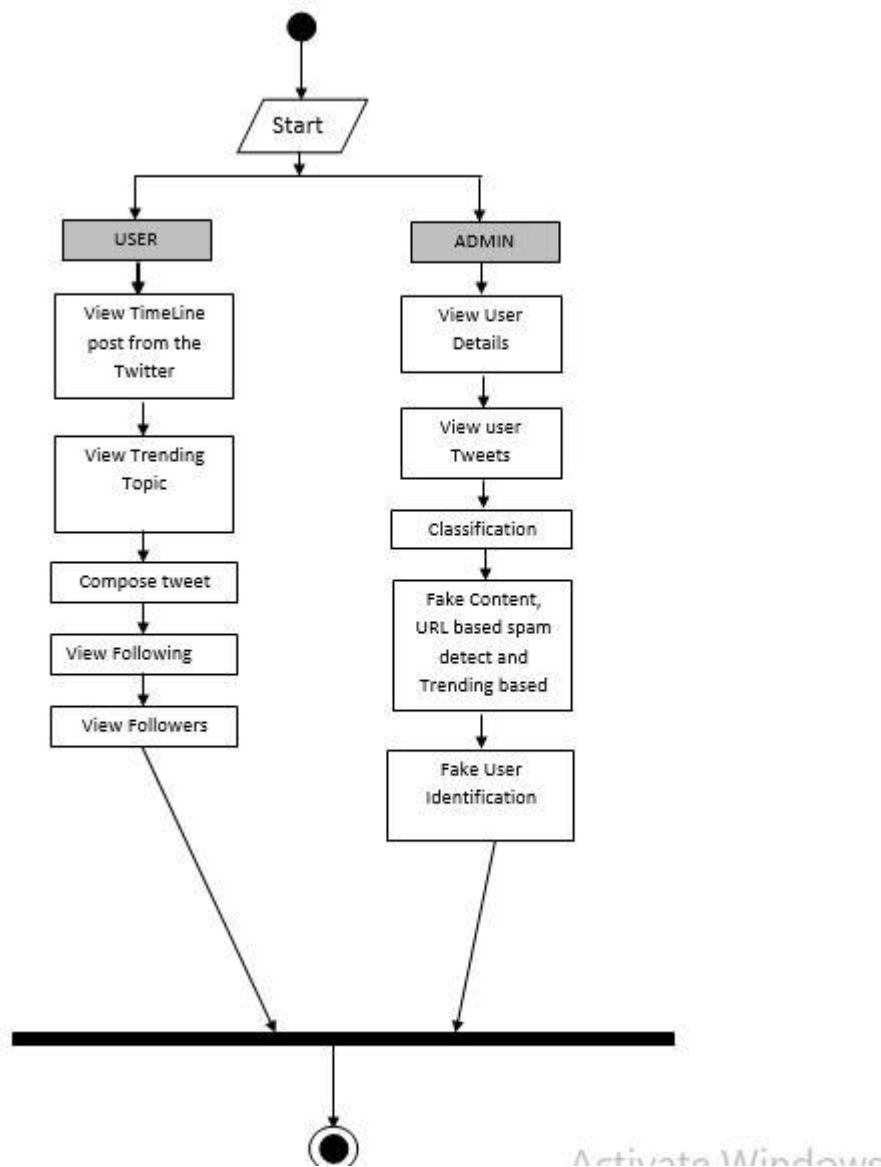 Start
USER
View TimeLine
post from the
Twitter
View Trending
Topic
Compose tweet
View Following
View Followers
ADMIN
View User
Details
View user
Tweets
Classification
Fake Content,
URL based spam
detect and
Trending based
Fake User
Identification
Activate Windows